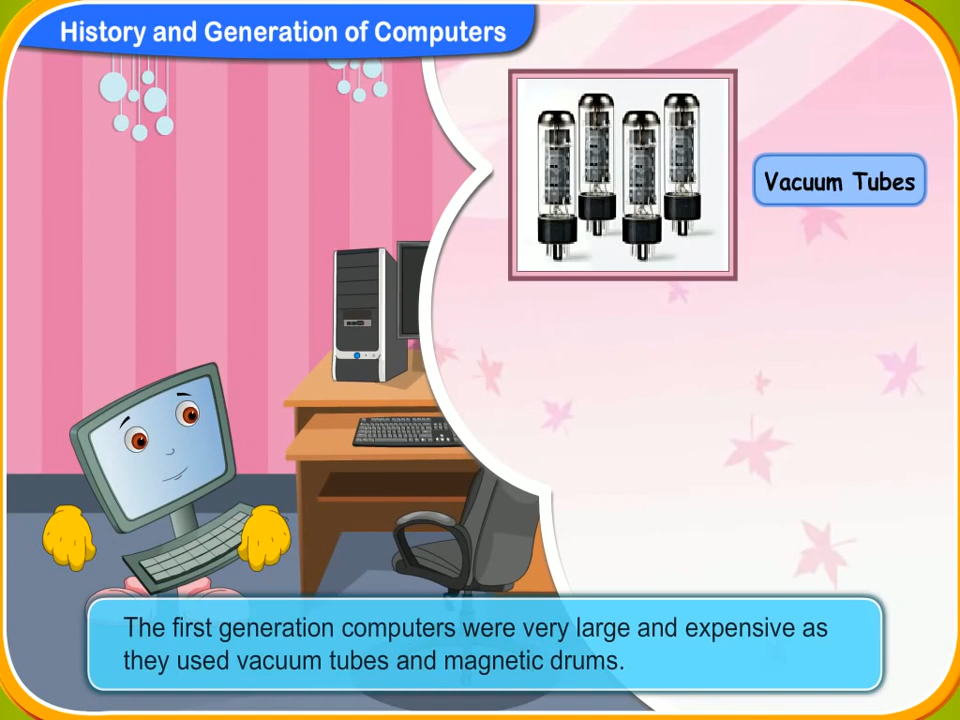 History and Generation of Computers
Vacuum Tubes
The first generation computers were very large and expensive as
they used vacuum tubes and magnetic drums.